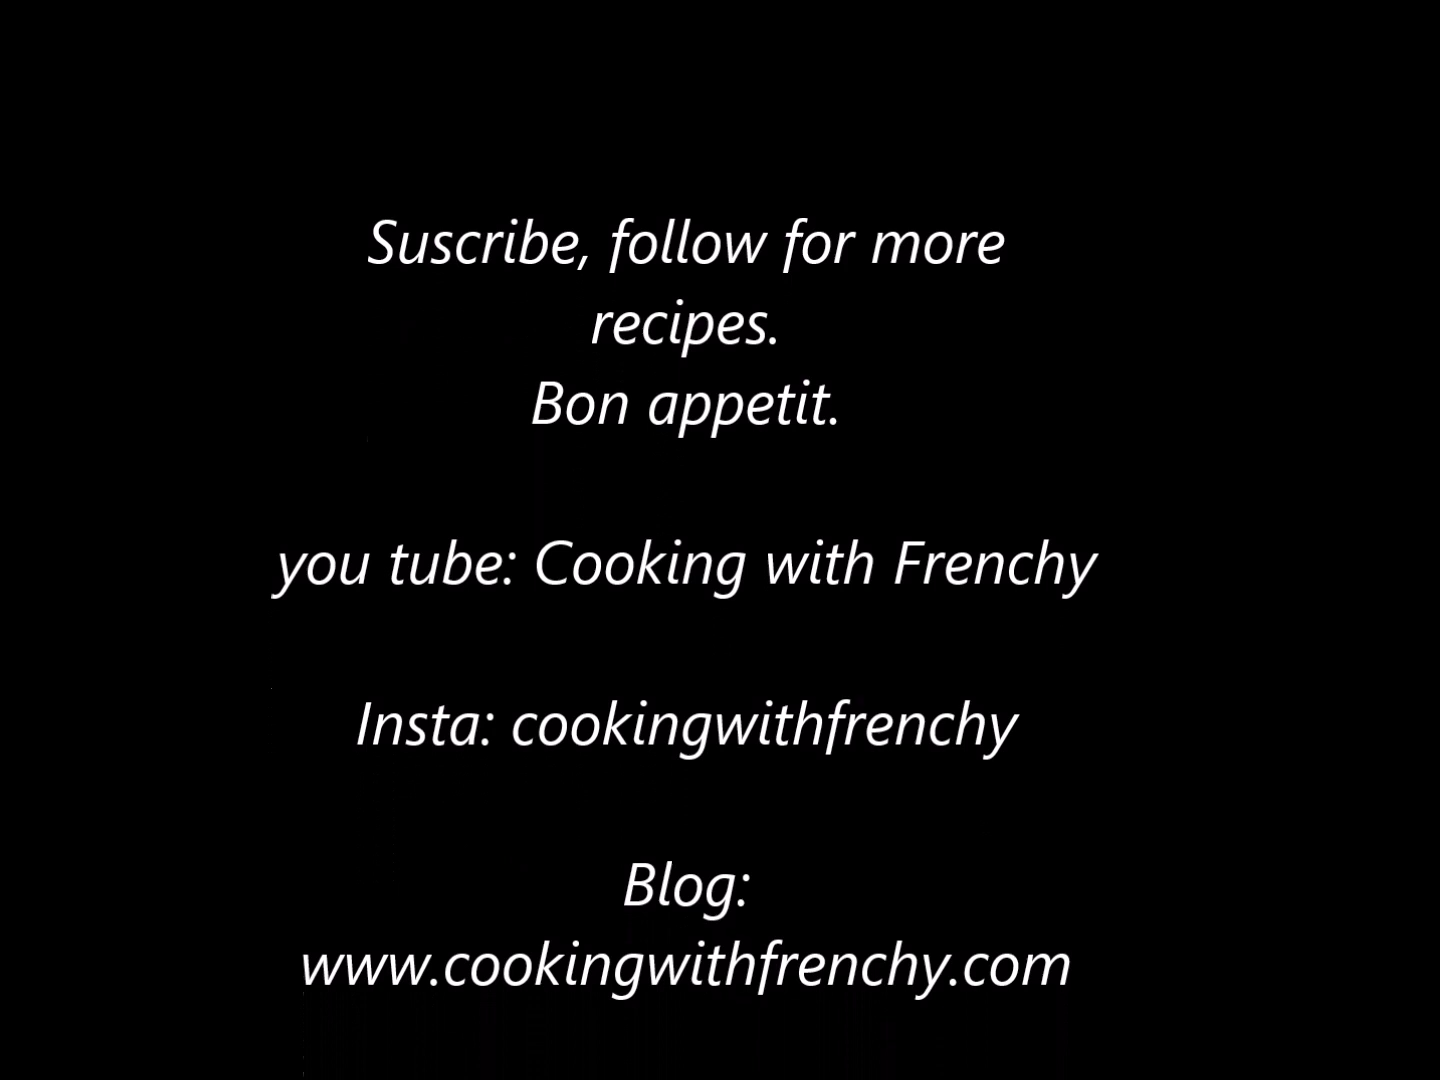 Suscribe, follow for more
recipes.
Bon appetit.
you tube: Cooking with Frenchy
Insta: cookingwithfrenchy
Blog:
www.cookingwithfrenchy.com